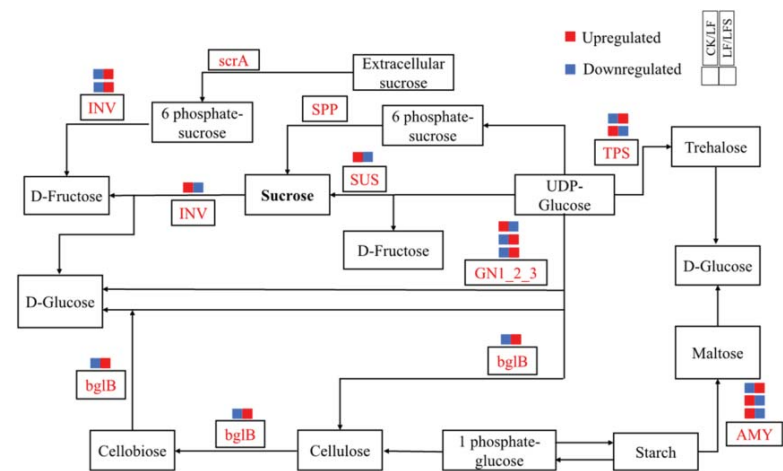 CK/LF
LF/LFS
Upregulated
Downregulated
scrA
Extracellular
sucrose
INV
6 phosphate-
sucrose
SPP
6 phosphate-
sucrose
TPS
Trehalose
D-Fructose
INV
Sucrose
SUS
UDP-
Glucose
D-Fructose
GN1_2_3
D-Glucose
D-Glucose
bglB
Maltose
bglB
bglB
AMY
Cellobiose
Cellulose
1 phosphate-
glucose
Starch